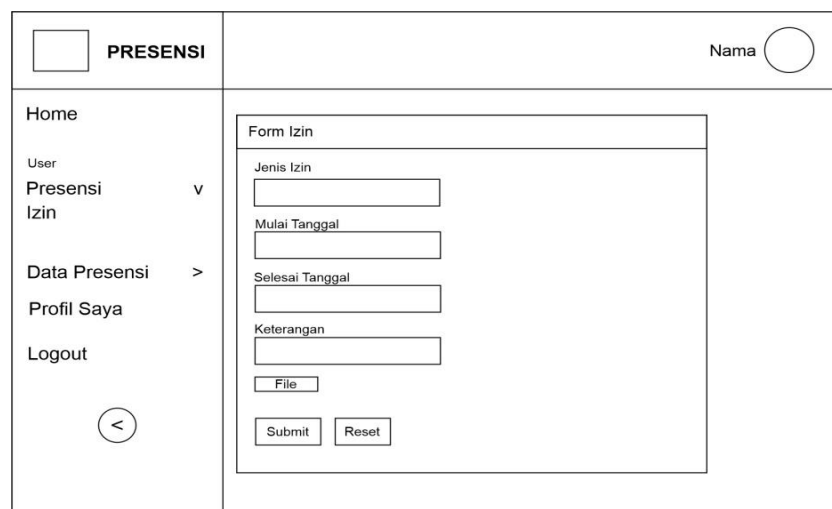 PRESENSI
Nama
Home
User
Presensi v
Izin
Data Presensi >
Profil Saya
Logout
<
Form Izin
Jenis Izin
Mulai Tanggal
Selesai Tanggal
Keterangan
File
Submit Reset